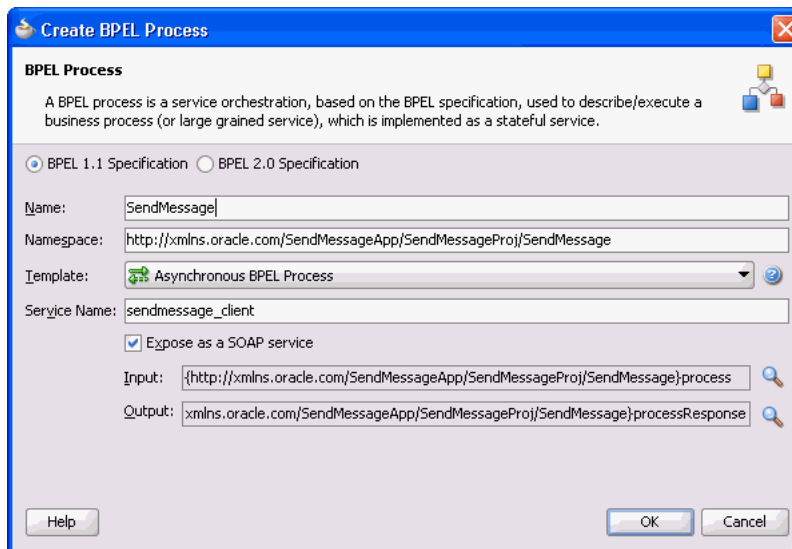 Create BPEL Process
BPEL Process
A BPEL process is a service orchestration, based on the BPEL specification, used to describe/execute a
business process (or large grained service), which is implemented as a stateful service.
BPEL 1.1 Specification BPEL 2.0 Specification
Name: SendMessage
Namespace: http://xmlns.oracle.com/SendMessageApp/SendMessageProj/SendMessage
Template: Asynchronous BPEL Process
Service Name: sendmessage_client
Expose as a SOAP service
Input: {http://xmlns.oracle.com/SendMessageApp/SendMessageProj/SendMessage}process
Output: xmlns.oracle.com/SendMessageApp/SendMessageProj/SendMessage}processResponse
Help OK Cancel